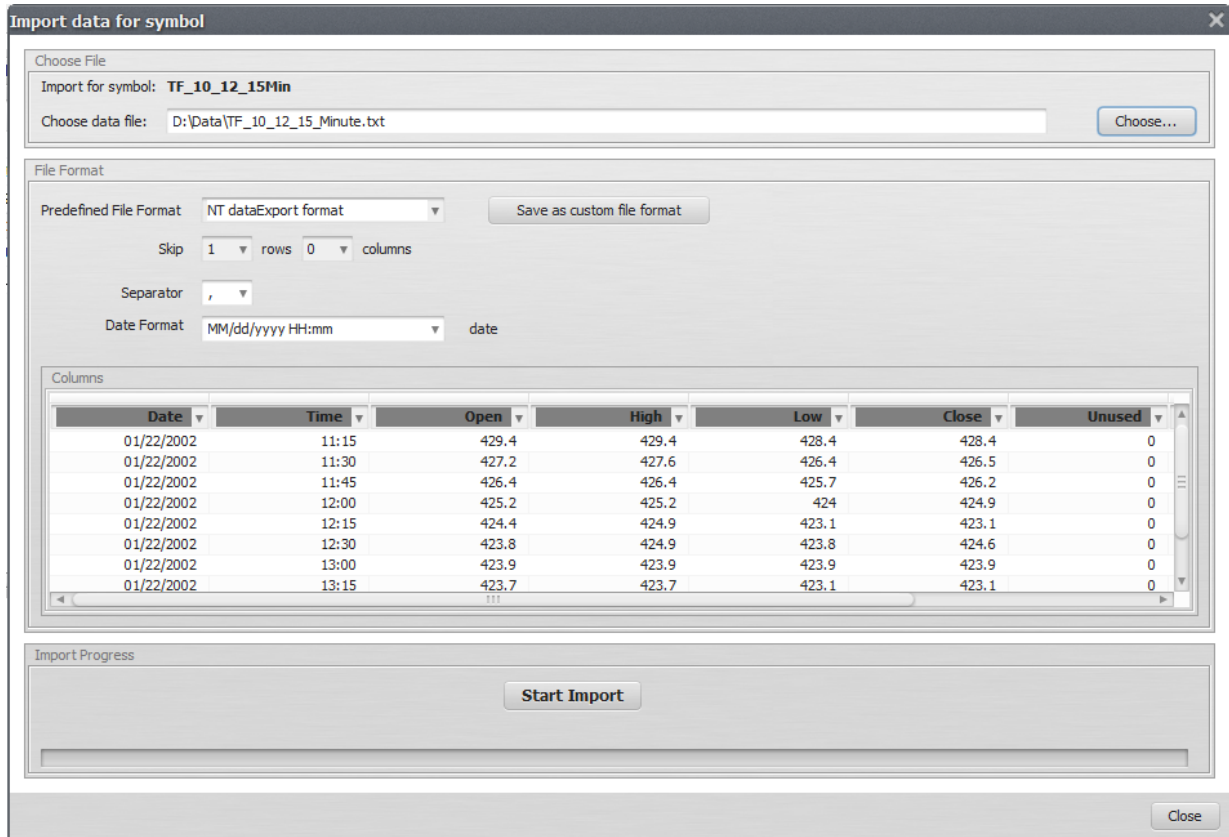 Import data for symbol
Choose File
Import for symbol: TF_10_12_15Min
Choose data file: D:\Data\TF_10_12_15_Minute.txt Choose...
File Format
Predefined File Format NT dataExport format Save as custom file format
Skip 1 rows 0 columns
Separator ,
Date Format MM/dd/yyyy HH:mm date
Columns
Date Time Open High Low Close Unused
01/22/2002 11:15 429.4 429.4 428.4 428.4 0
01/22/2002 11:30 427.2 427.6 426.4 426.5 0
01/22/2002 11:45 426.4 426.4 425.7 426.2 0
01/22/2002 12:00 425.2 425.2 424 424.9 0
01/22/2002 12:15 424.4 424.9 423.1 423.1 0
01/22/2002 12:30 423.8 424.9 423.8 424.6 0
01/22/2002 13:00 423.9 423.9 423.9 423.9 0
01/22/2002 13:15 423.7 423.7 423.1 423.1 0
Import Progress
Start Import
Close